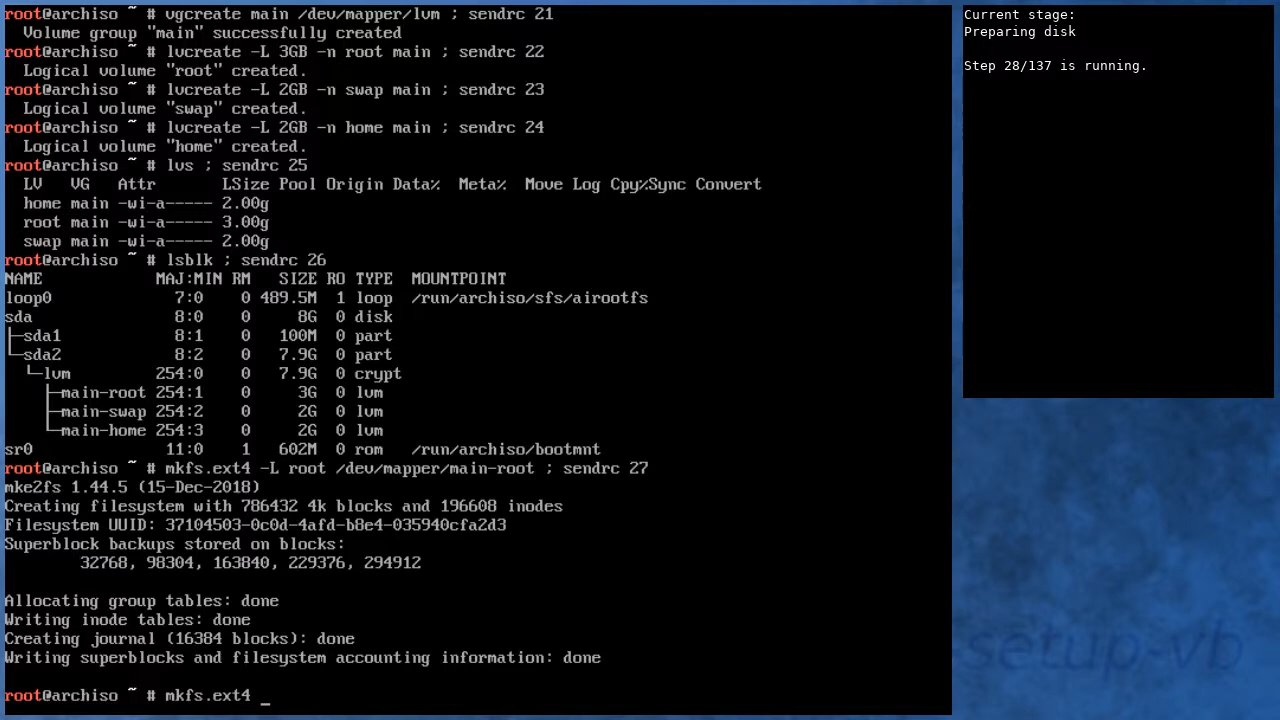 root@archiso ~ # vgcreate main /dev/mapper/lvm ; sendrc 21
  Volume group "main" successfully created
root@archiso ~ # lvcreate -L 3GB -n root main ; sendrc 22
  Logical volume "root" created.
root@archiso ~ # lvcreate -L 2GB -n swap main ; sendrc 23
  Logical volume "swap" created.
root@archiso ~ # lvcreate -L 2GB -n home main ; sendrc 24
  Logical volume "home" created.
root@archiso ~ # lvs ; sendrc 25
  LV   VG   Attr       LSize Pool Origin Data%  Meta%  Move Log Cpy%Sync Convert
  home main -wi-a----- 2.00g
  root main -wi-a----- 3.00g
  swap main -wi-a----- 2.00g
root@archiso ~ # lsblk ; sendrc 26
NAME            MAJ:MIN RM   SIZE RO TYPE  MOUNTPOINT
loop0             7:0    0 489.5M  1 loop  /run/archiso/sfs/airootfs
sda               8:0    0     8G  0 disk
├─sda1            8:1    0   100M  0 part
└─sda2            8:2    0   7.9G  0 part
  └─lvm         254:0    0   7.9G  0 crypt
    ├─main-root 254:1    0     3G  0 lvm
    ├─main-swap 254:2    0     2G  0 lvm
    └─main-home 254:3    0     2G  0 lvm
sr0              11:0    1   602M  0 rom   /run/archiso/bootmnt
root@archiso ~ # mkfs.ext4 -L root /dev/mapper/main-root ; sendrc 27
mke2fs 1.44.5 (15-Dec-2018)
Creating filesystem with 786432 4k blocks and 196608 inodes
Filesystem UUID: 37104503-0c0d-4afd-b8e4-035940cfa2d3
Superblock backups stored on blocks:
        32768, 98304, 163840, 229376, 294912

Allocating group tables: done
Writing inode tables: done
Creating journal (16384 blocks): done
Writing superblocks and filesystem accounting information: done

root@archiso ~ # mkfs.ext4 _
Current stage:
Preparing disk

Step 28/137 is running.
setup-vb